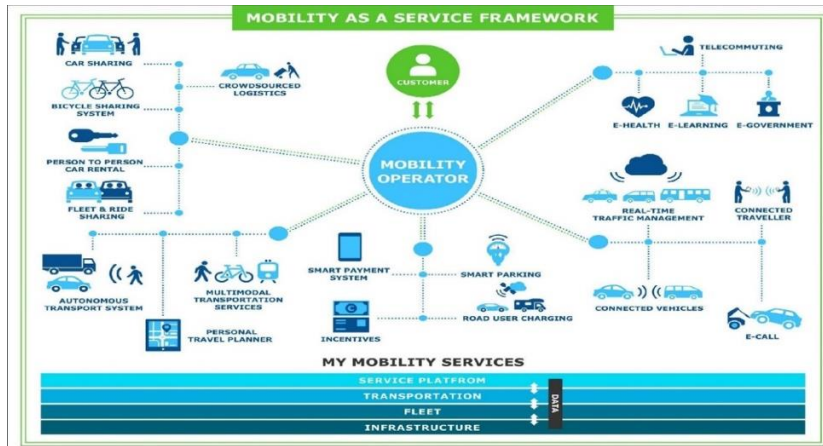 MOBILITY AS A SERVICE FRAMEWORK
CUSTOMER
MOBILITY
OPERATOR
CAR SHARING
CROWDSOURCED
LOGISTICS
BICYCLE SHARING
SYSTEM
PERSON TO PERSON
CAR RENTAL
FLEET & RIDE
SHARING
TELECOMMUTING
E-HEALTH
E-LEARNING
E-GOVERNMENT
REAL-TIME
TRAFFIC MANAGEMENT
CONNECTED
TRAVELLER
AUTONOMOUS
TRANSPORT SYSTEM
MULTIMODAL
TRANSPORTATION
SERVICES
PERSONAL
TRAVEL PLANNER
SMART PAYMENT
SYSTEM
SMART PARKING
INCENTIVES
ROAD USER CHARGING
CONNECTED VEHICLES
E-CALL
MY MOBILITY SERVICES
SERVICE PLATFROM
TRANSPORTATION
FLEET
INFRASTRUCTURE
DATA